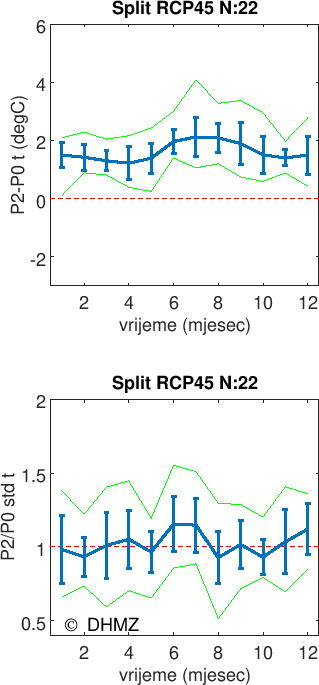 Split RCP45 N:22
6
4
2
0
-2
P2-P0 t (degC)
2 4 6 8 10 12
vrijeme (mjesec)
Split RCP45 N:22
2
1.5
1
0.5
P2/P0 std t
© DHMZ
2 4 6 8 10 12
vrijeme (mjesec)